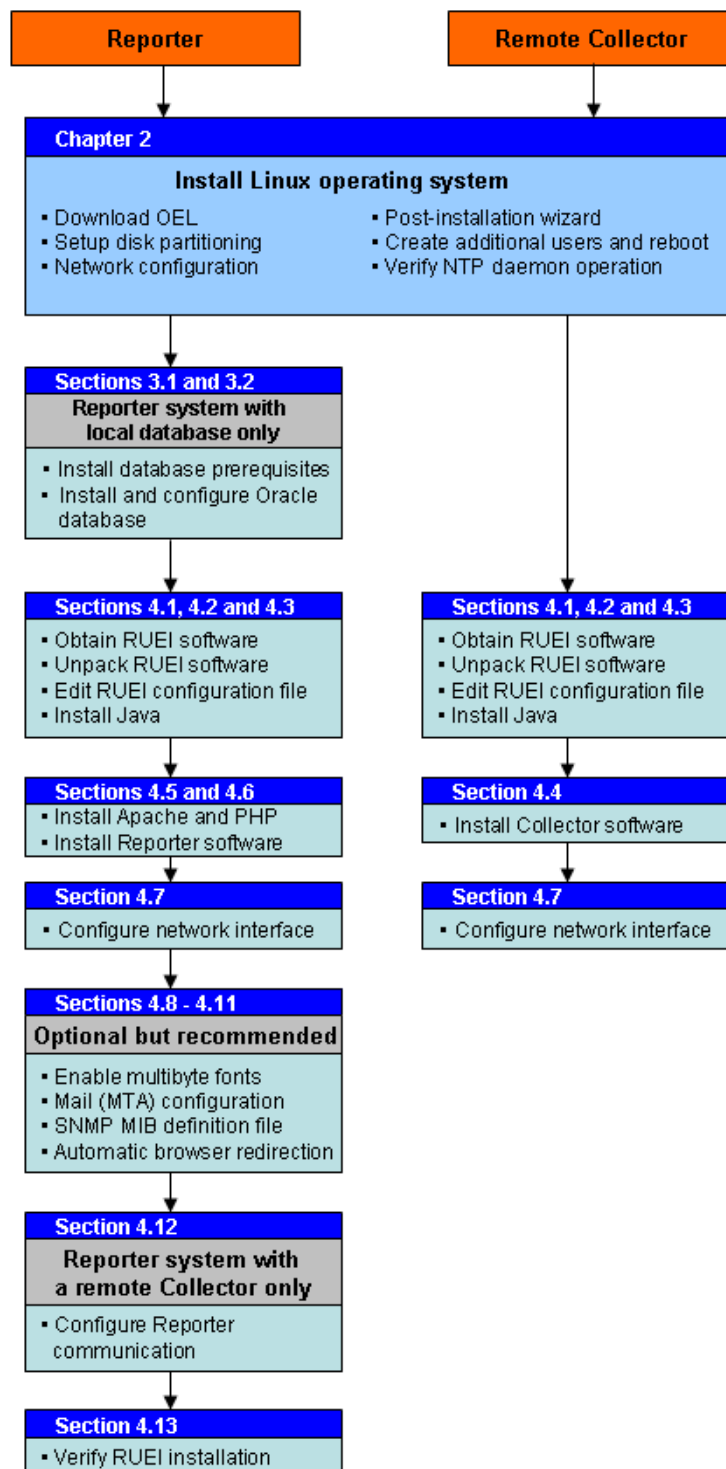 Reporter
Remote Collector
Chapter 2
Install Linux operating system
▪ Download OEL
▪ Setup disk partitioning
▪ Network configuration
▪ Post-installation wizard
▪ Create additional users and reboot
▪ Verify NTP daemon operation
Sections 3.1 and 3.2
Reporter system with
local database only
▪ Install database prerequisites
▪ Install and configure Oracle
database
Sections 4.1, 4.2 and 4.3
▪ Obtain RUEI software
▪ Unpack RUEI software
▪ Edit RUEI configuration file
▪ Install Java
Sections 4.1, 4.2 and 4.3
▪ Obtain RUEI software
▪ Unpack RUEI software
▪ Edit RUEI configuration file
▪ Install Java
Sections 4.5 and 4.6
▪ Install Apache and PHP
▪ Install Reporter software
Section 4.4
▪ Install Collector software
Section 4.7
▪ Configure network interface
Section 4.7
▪ Configure network interface
Sections 4.8 - 4.11
Optional but recommended
▪ Enable multibyte fonts
▪ Mail (MTA) configuration
▪ SNMP MIB definition file
▪ Automatic browser redirection
Section 4.12
Reporter system with
a remote Collector only
▪ Configure Reporter
communication
Section 4.13
▪ Verify RUEI installation